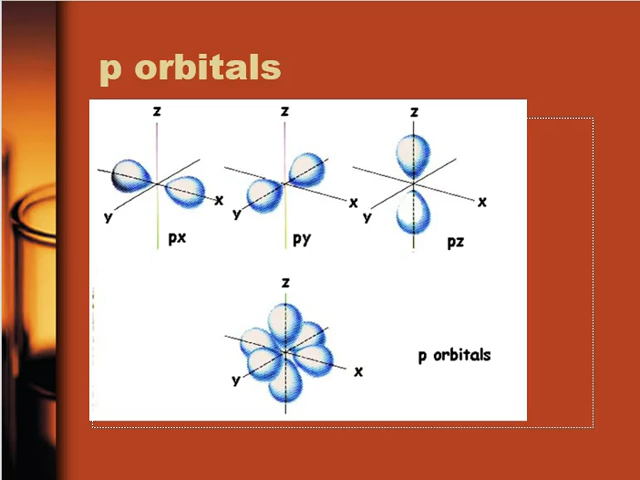 p orbitals
z z z
x x x
y y y
px py pz
z
p orbitals
x
y